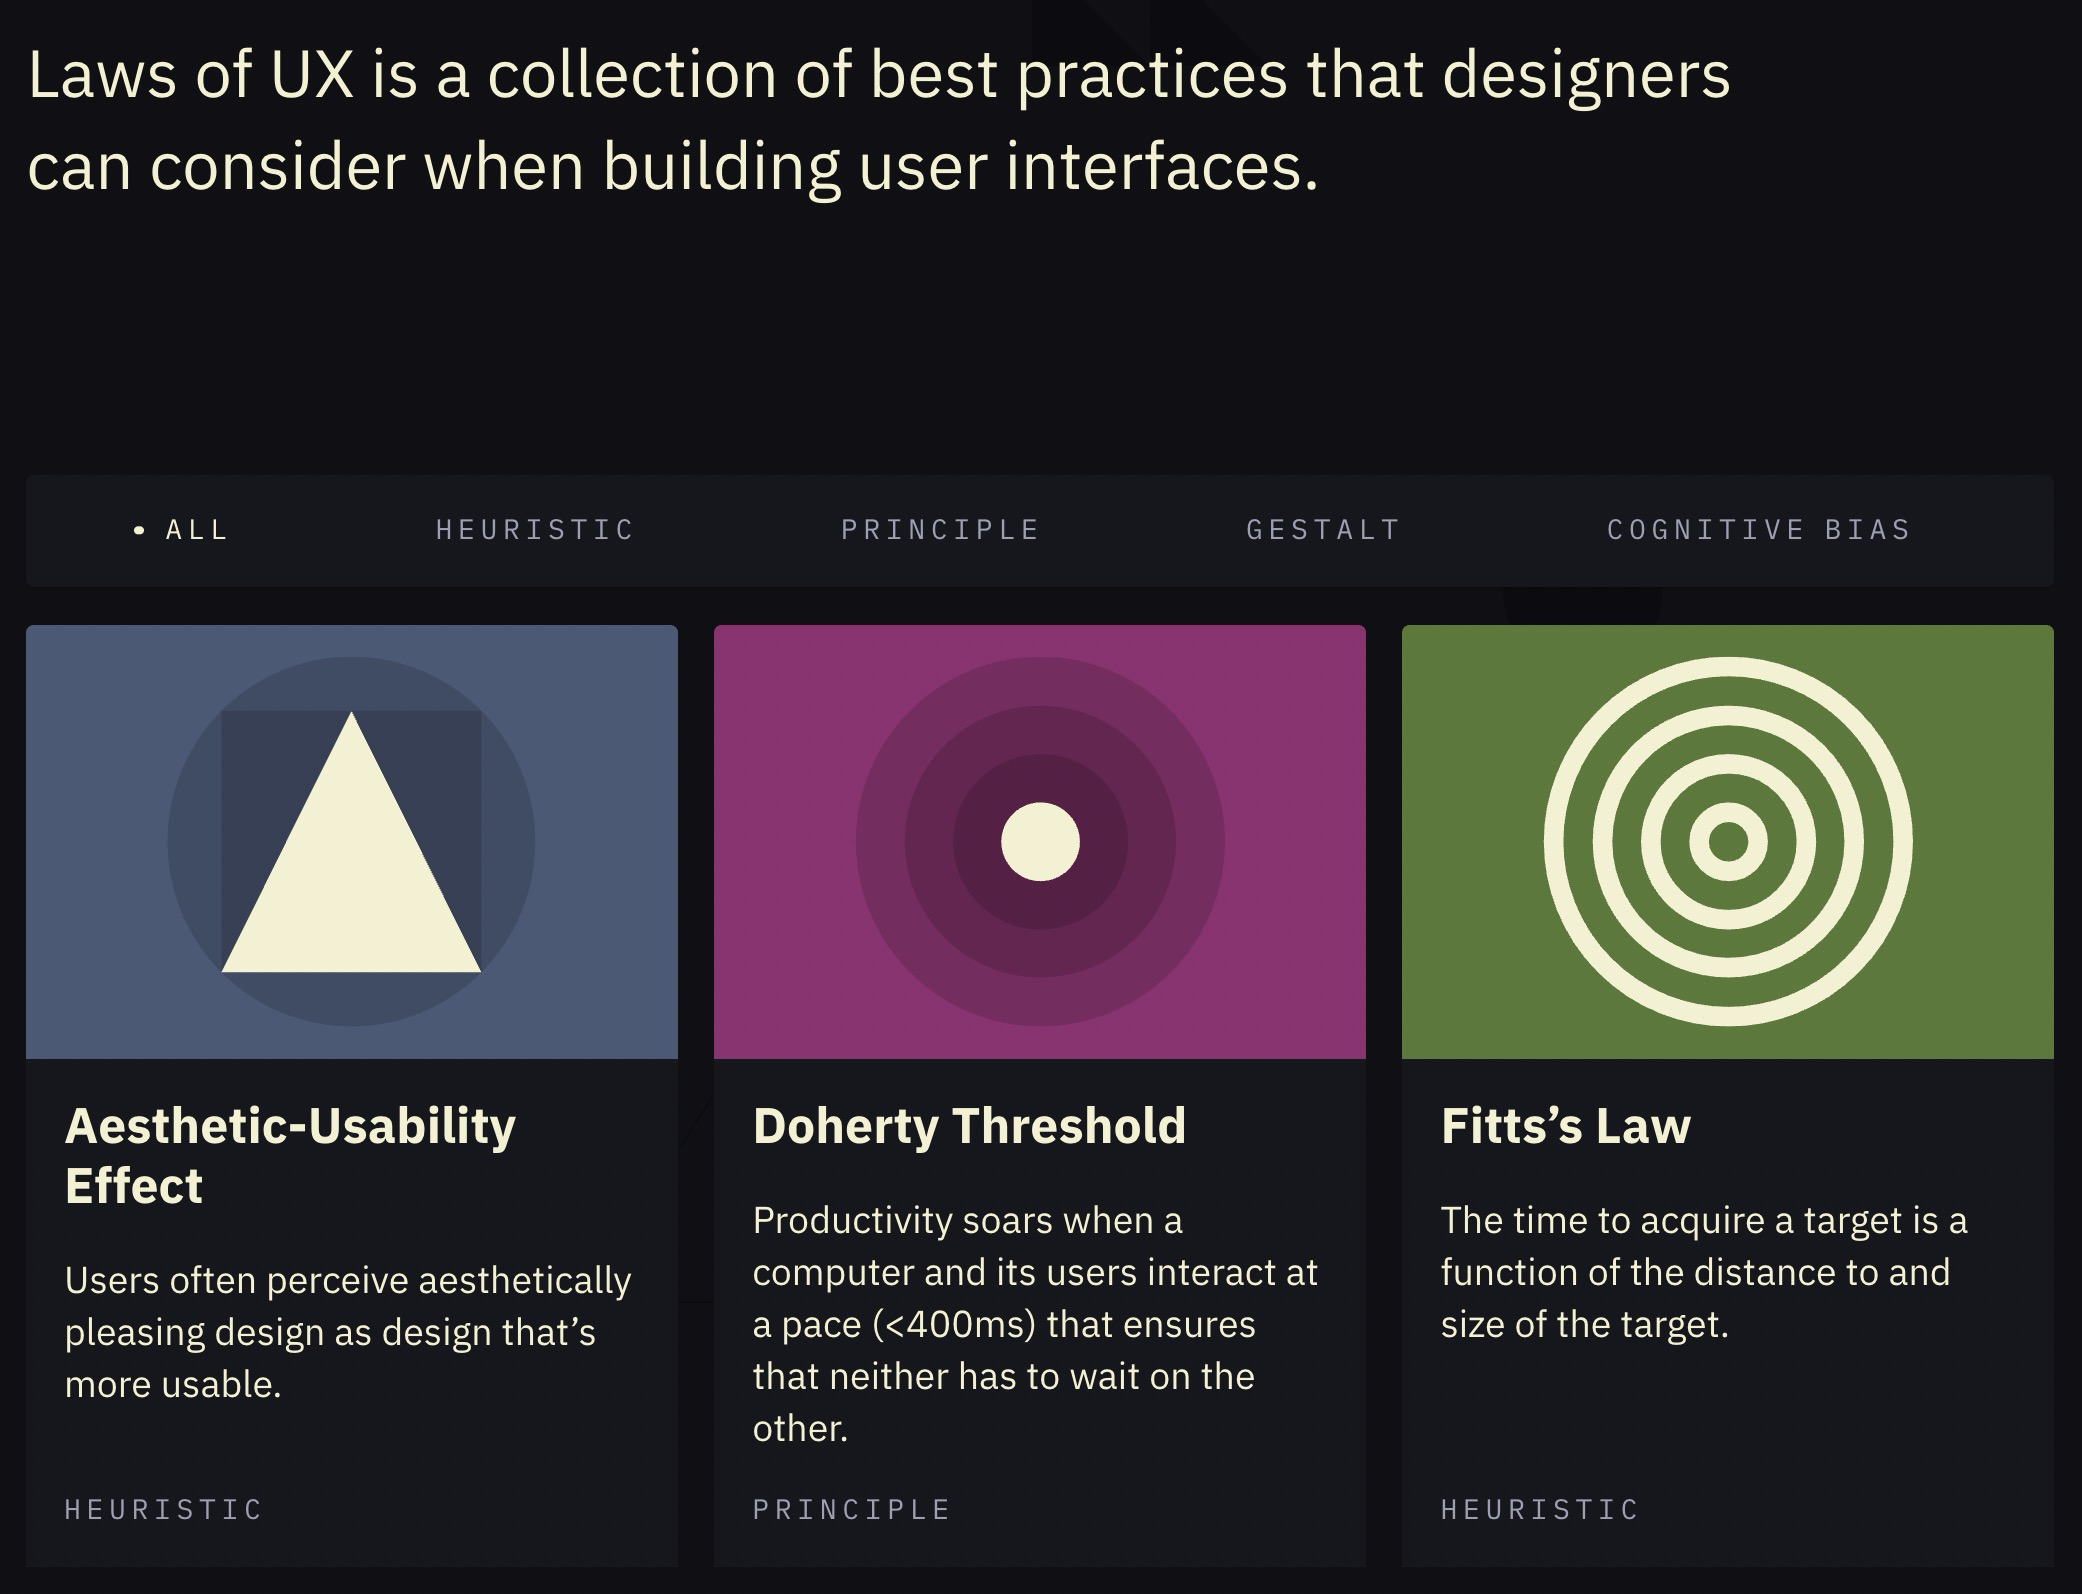 Laws of UX is a collection of best practices that designers
can consider when building user interfaces.
• ALL
HEURISTIC
PRINCIPLE
GESTALT
COGNITIVE BIAS
Aesthetic-Usability
Effect
Users often perceive aesthetically
pleasing design as design that’s
more usable.
HEURISTIC
Doherty Threshold
Productivity soars when a
computer and its users interact at
a pace (<400ms) that ensures
that neither has to wait on the
other.
PRINCIPLE
Fitts’s Law
The time to acquire a target is a
function of the distance to and
size of the target.
HEURISTIC